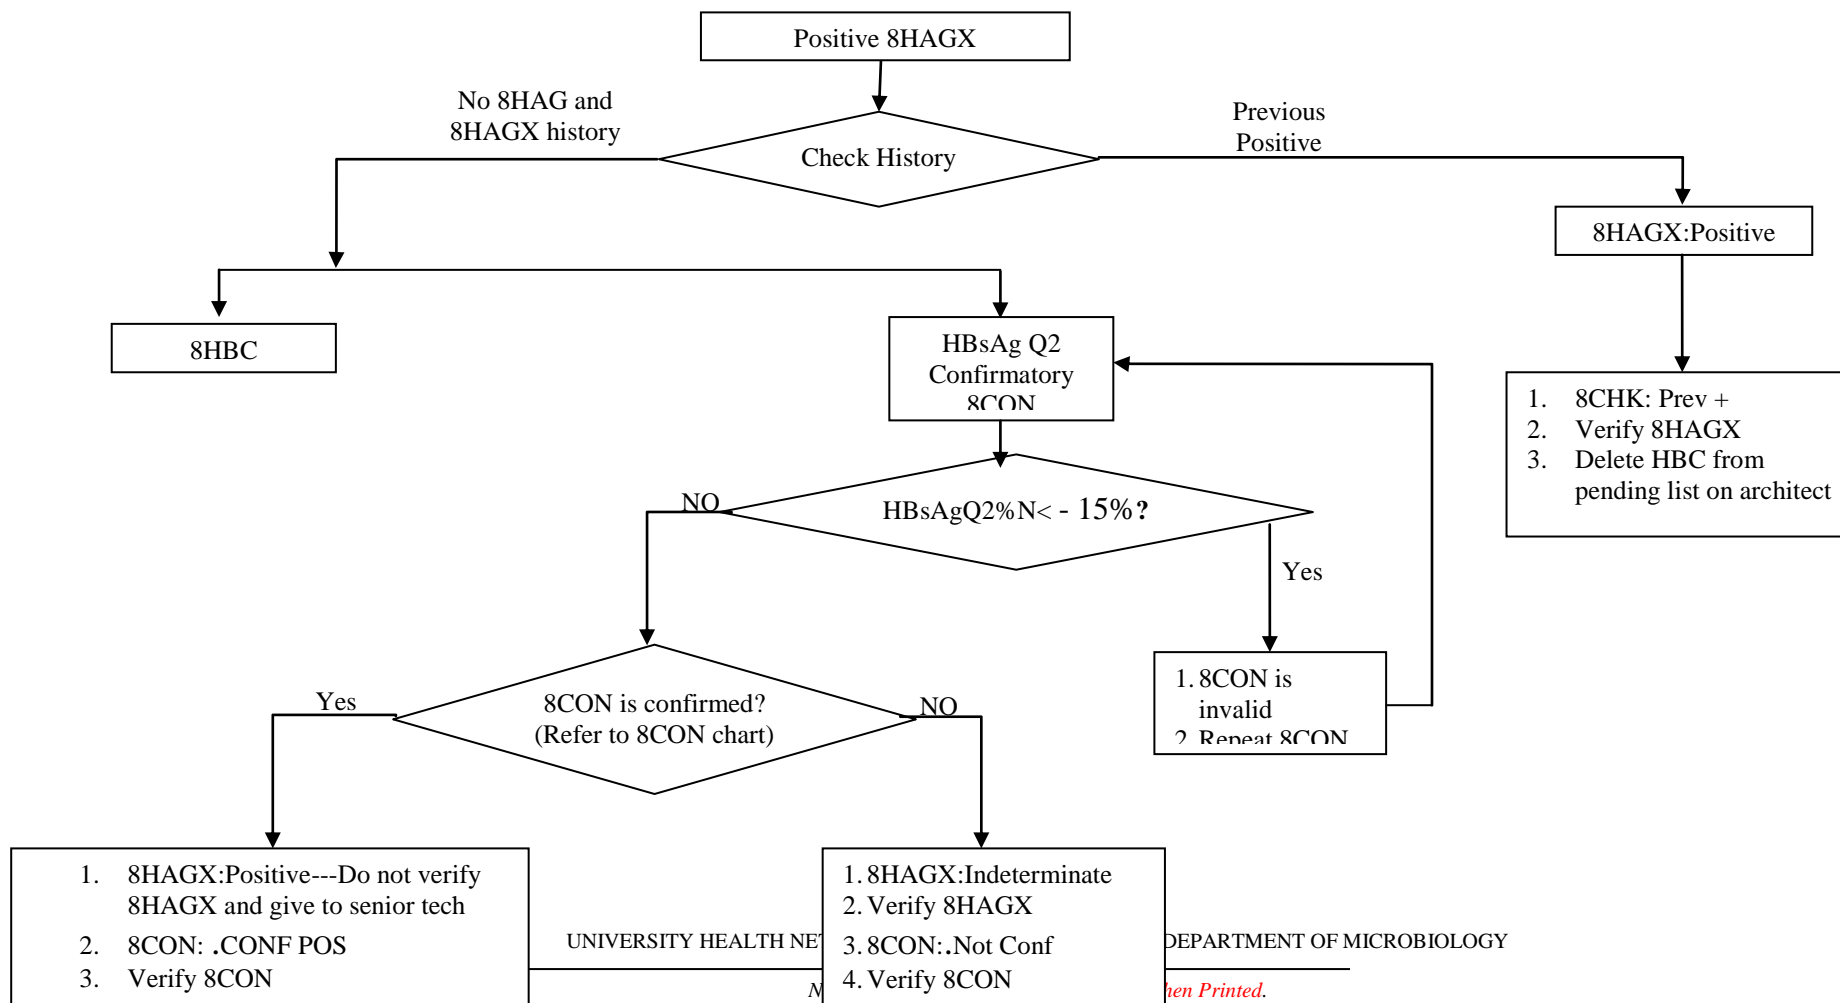 Positive 8HAGX
No 8HAG and
8HAGX history
Previous
Positive
Check History
8HAGX:Positive
8HBC
HBsAg Q2
Confirmatory
8CON
1. 8CHK: Prev +
2. Verify 8HAGX
3. Delete HBC from
pending list on architect
NO
HBsAgQ2%N< - 15%?
Yes
1. 8CON is
invalid
2. Repeat 8CON
Yes
8CON is confirmed?
(Refer to 8CON chart)
NO
1. 8HAGX:Positive---Do not verify
8HAGX and give to senior tech
2. 8CON: .CONF POS
3. Verify 8CON
1. 8HAGX:Indeterminate
2. Verify 8HAGX
3. 8CON:.Not Conf
4. Verify 8CON
UNIVERSITY HEALTH DEPARTMENT OF MICROBIOLOGY
Printed.